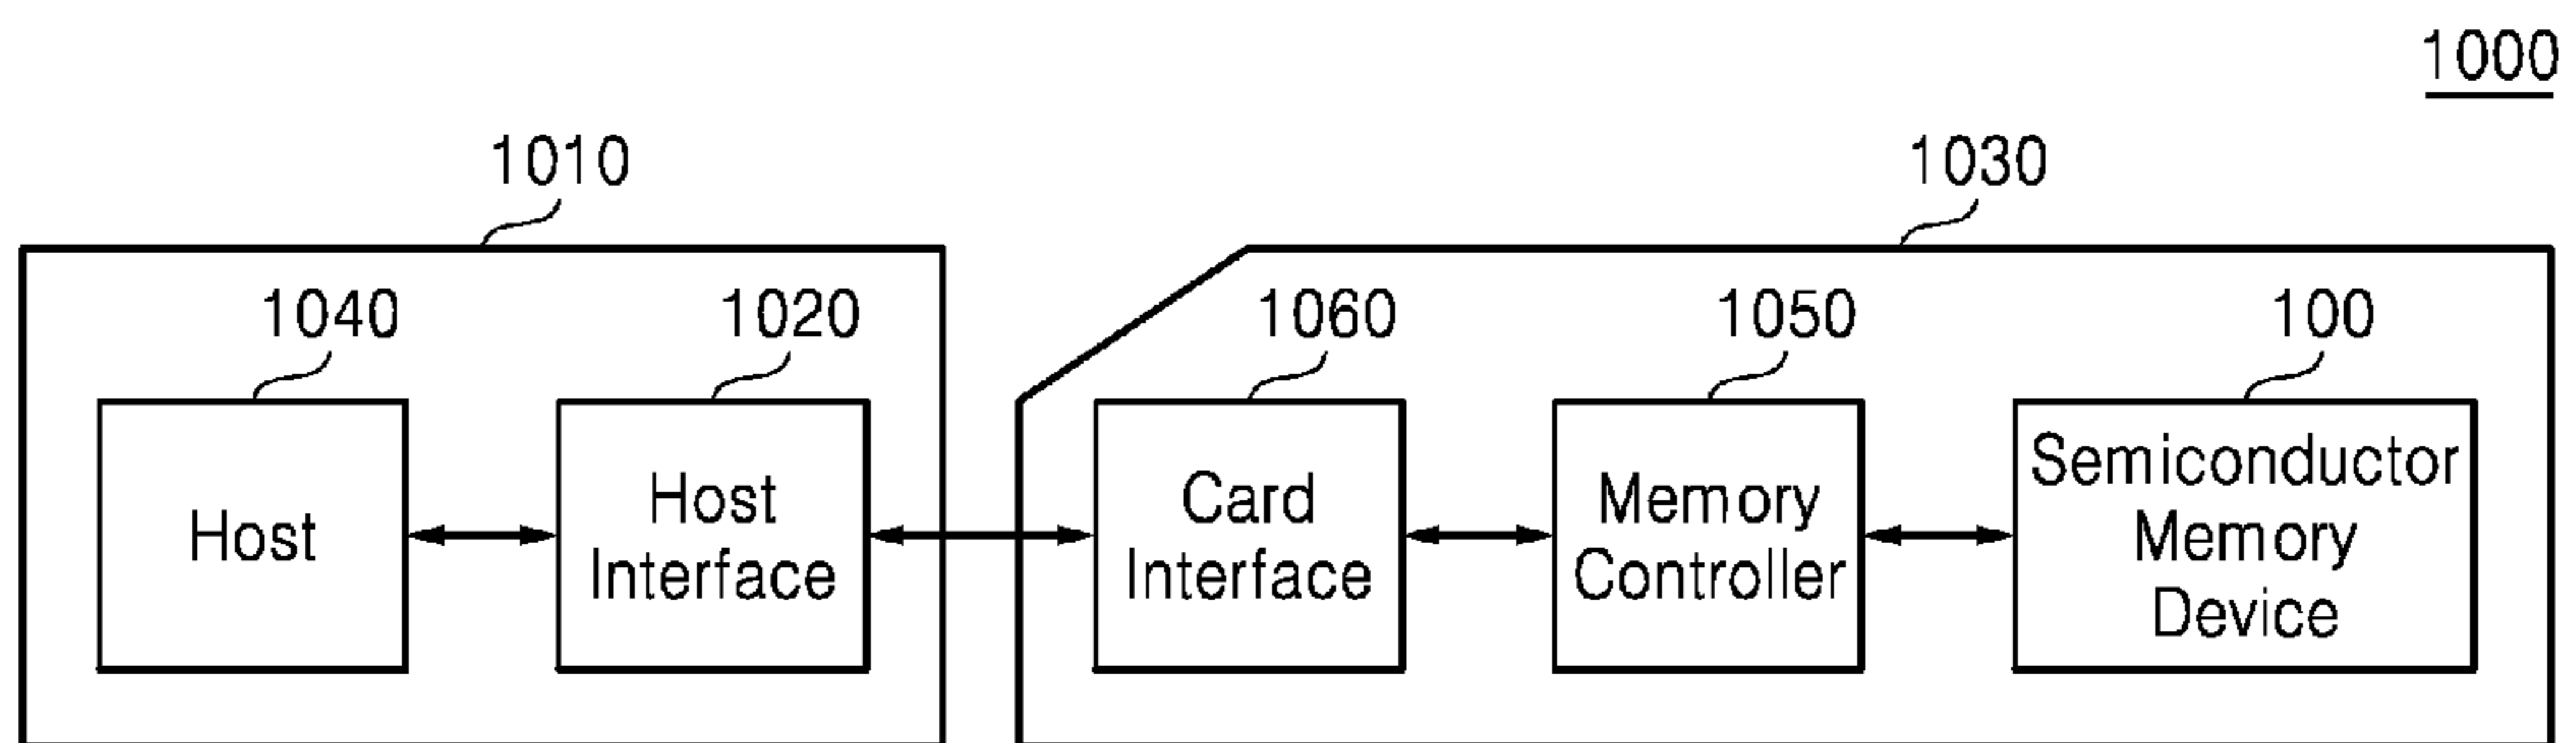 1000
1010
1030
1040
1020
1060
1050
100
Host
Host
Interface
Card
Interface
Memory
Controller
Semiconductor
Memory
Device